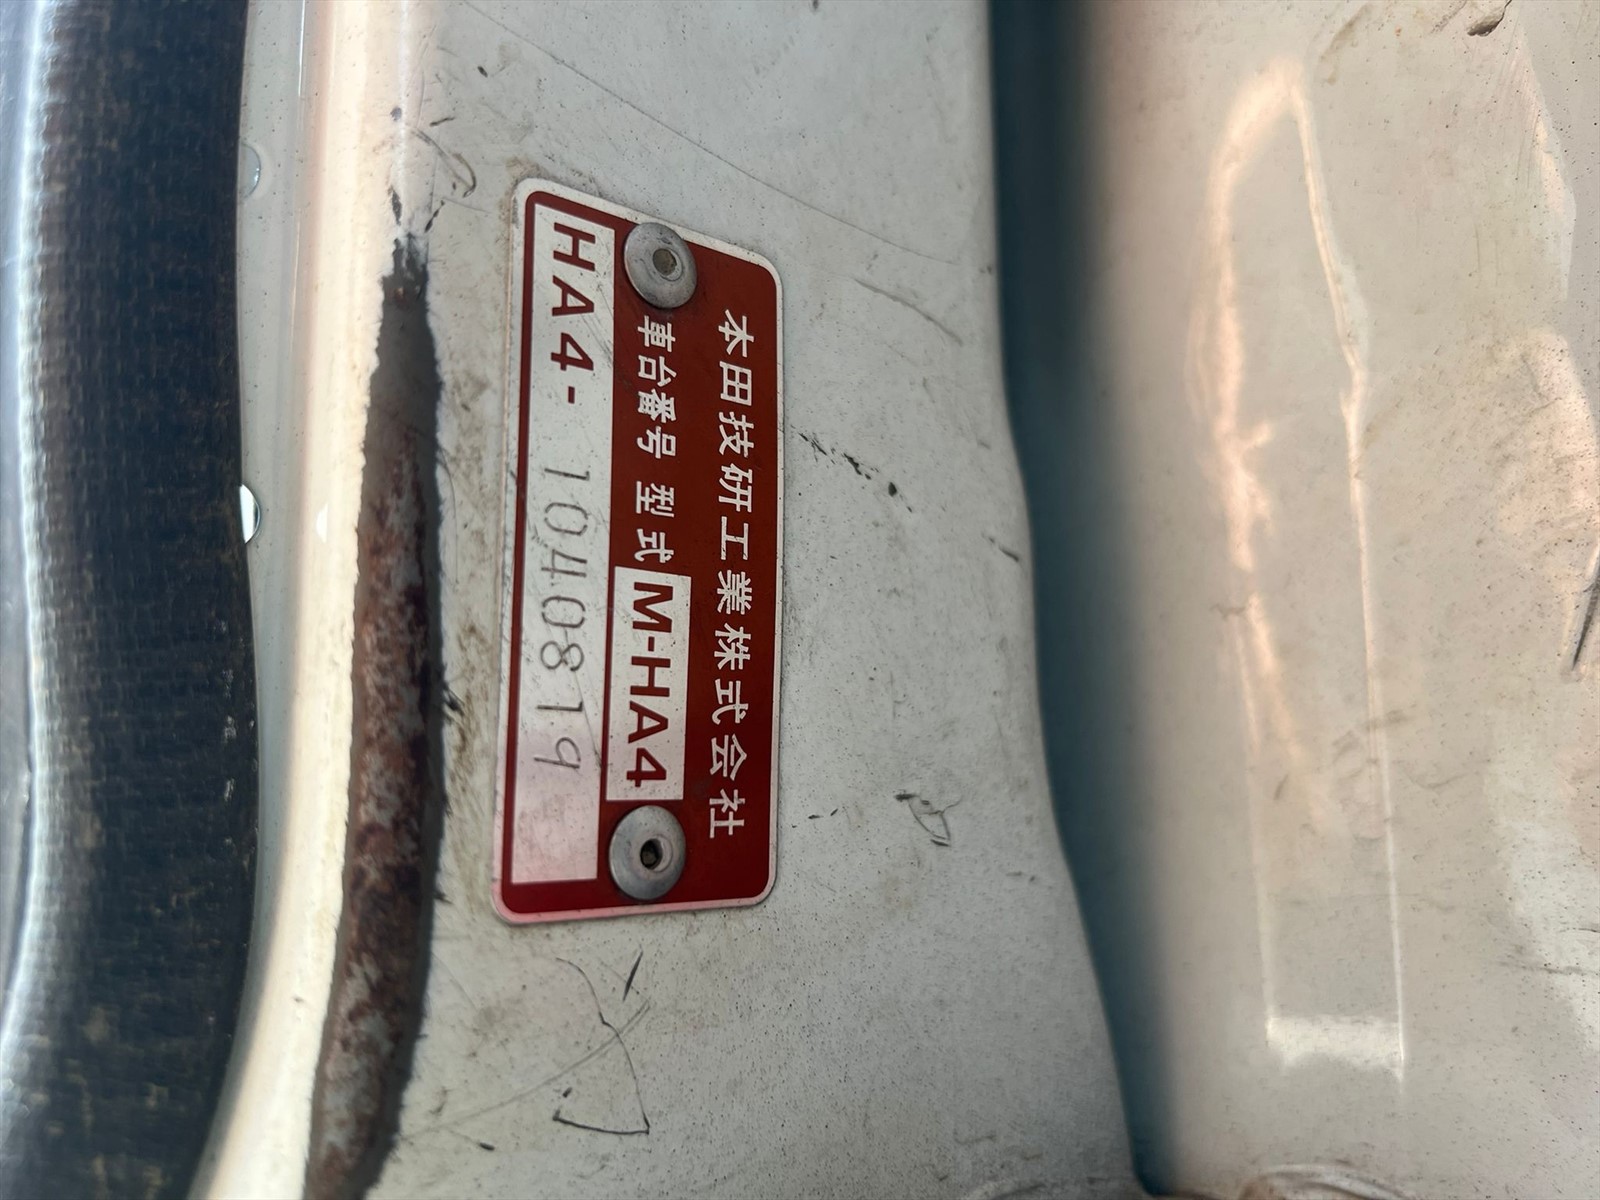 本田技研工業株式会社
車台番号 型式 M-HA4
HA4- 1040819